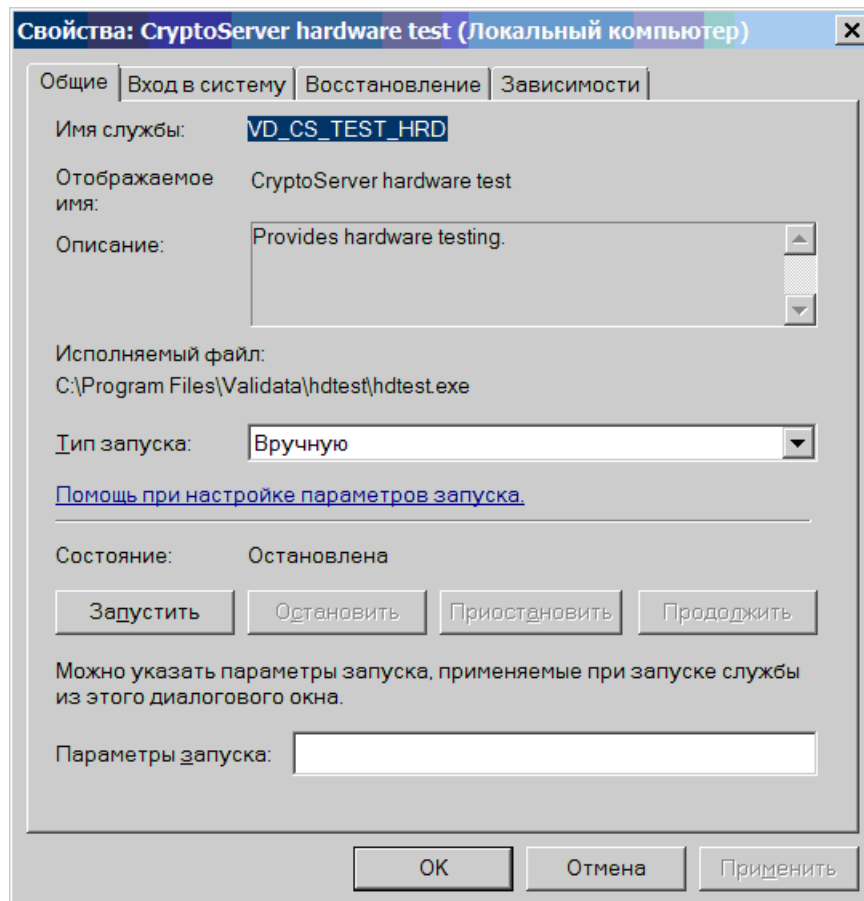 Свойства: CryptoServer hardware test (Локальный компьютер)
Общие
Вход в систему
Восстановление
Зависимости
Имя службы:
VD_CS_TEST_HRD
Отображаемое
имя:
CryptoServer hardware test
Описание:
Provides hardware testing.
Исполняемый файл:
C:\Program Files\Validata\hdtest\hdtest.exe
Тип запуска:
Вручную
Помощь при настройке параметров запуска.
Состояние:
Остановлена
Запустить
Остановить
Приостановить
Продолжить
Можно указать параметры запуска, применяемые при запуске службы
из этого диалогового окна.
Параметры запуска:
OK
Отмена
Применить